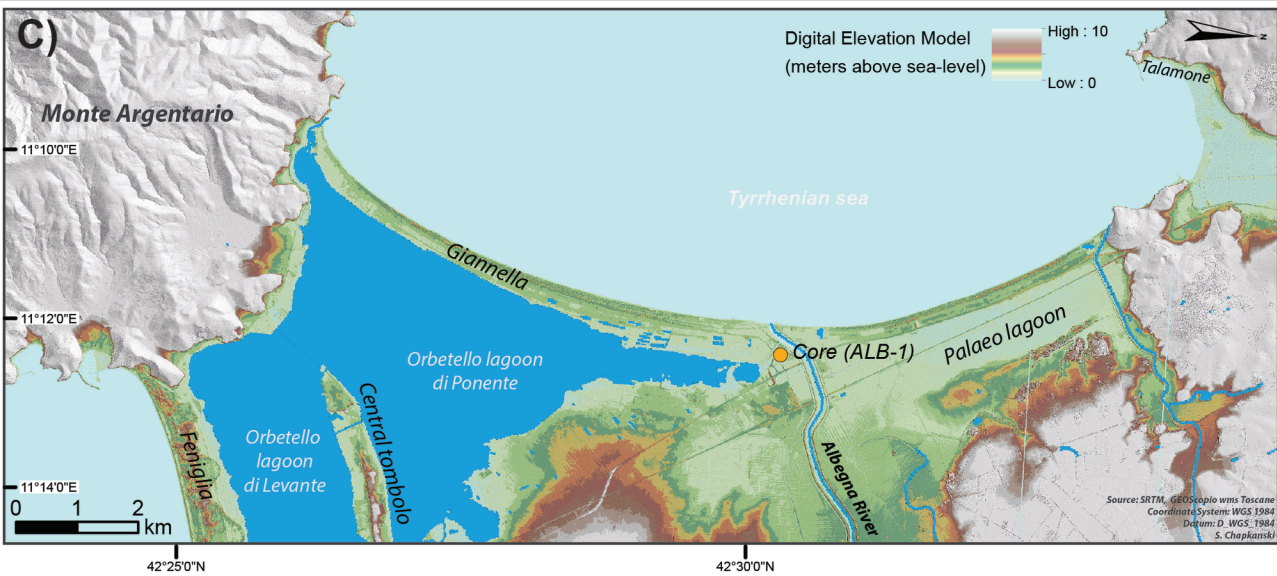 C)
Digital Elevation Model
(meters above sea-level)
High : 10
Low : 0
N
Talamone
Monte Argentario
11°10'0"E
Tyrrhenian sea
Giannella
11°12'0"E
Orbetello lagoon
di Ponente
Core (ALB-1)
Palaeo lagoon
Central tombolo
Feniglia
Orbetello
lagoon
di Levante
Albegna River
11°14'0"E
0 1 2
km
Source: SRTM, GEOScopio wms Toscane
Coordinate System: WGS 1984
Datum: D_WGS_1984
S. Chapkanski
42°25'0"N
42°30'0"N